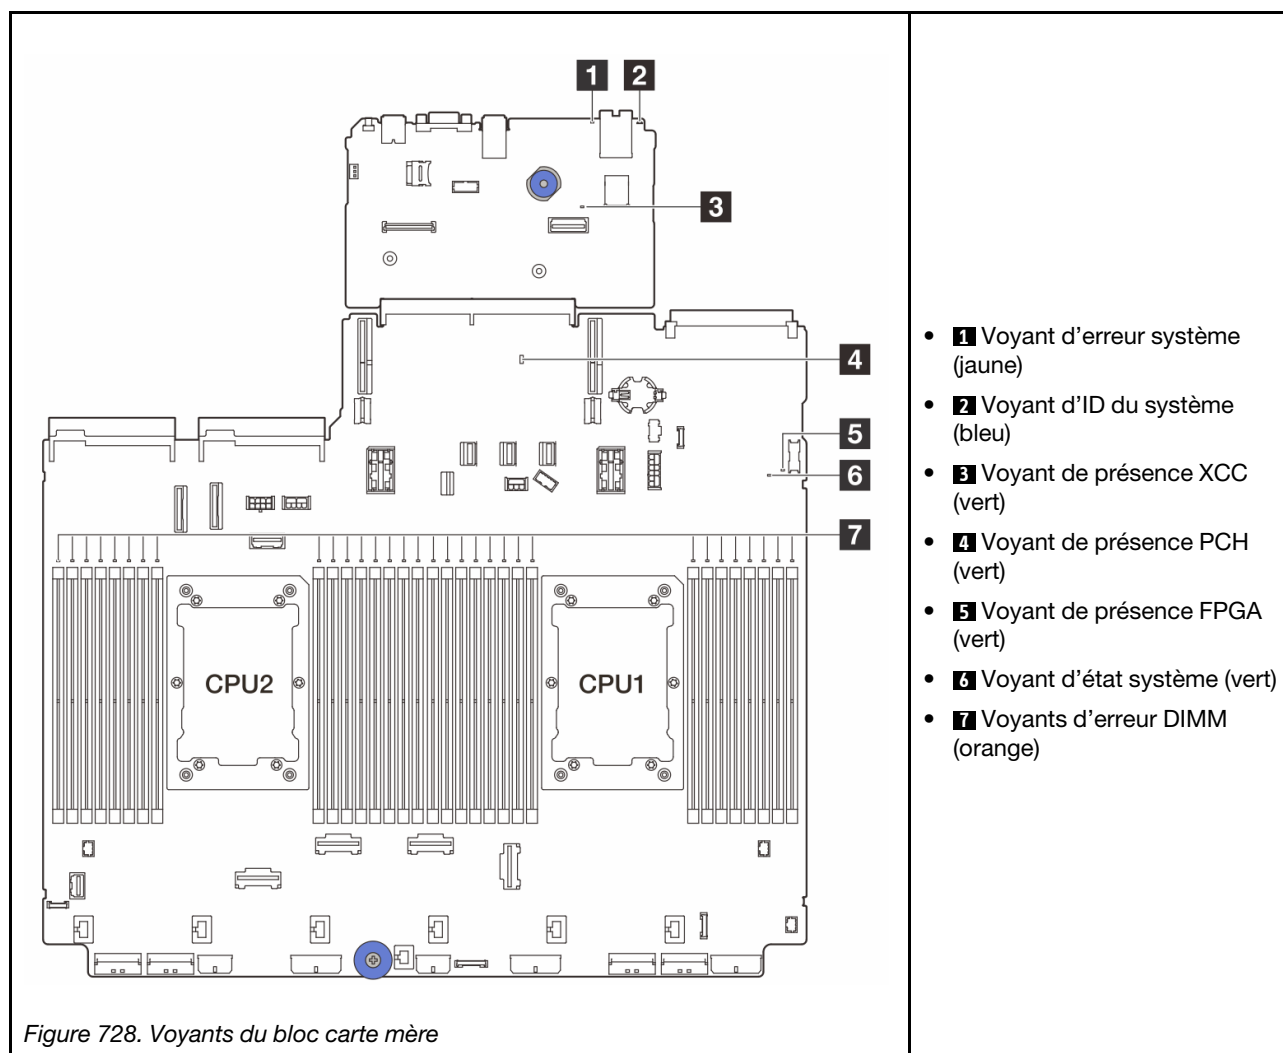 1 2
3
4
5
6
7
CPU2 CPU1
Figure 728. Voyants du bloc carte mère
• 1 Voyant d’erreur système
(jaune)
• 2 Voyant d’ID du système
(bleu)
• 3 Voyant de présence XCC
(vert)
• 4 Voyant de présence PCH
(vert)
• 5 Voyant de présence FPGA
(vert)
• 6 Voyant d’état système (vert)
• 7 Voyants d’erreur DIMM
(orange)